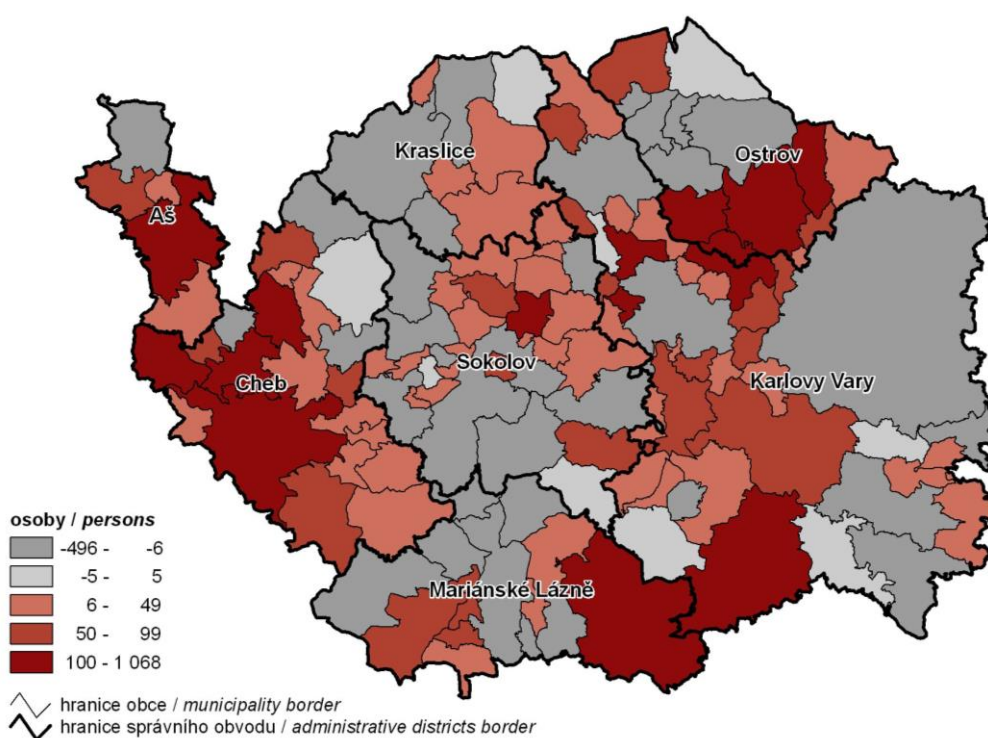 Kraslice
Ostrov
Aš
Cheb
Sokolov
Karlovy Vary
Mariánské Lázně
osoby / persons
-496 - -6
-5 - 5
6 - 49
50 - 99
100 - 1 068
hranice obce / municipality border
hranice správního obvodu / administrative districts border